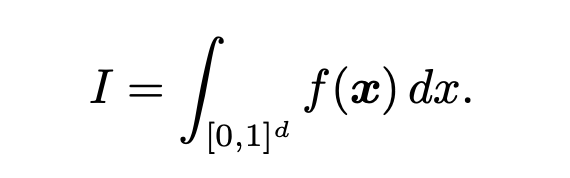 I = ∫_{[0,1]^d} f(𝒙) dx.